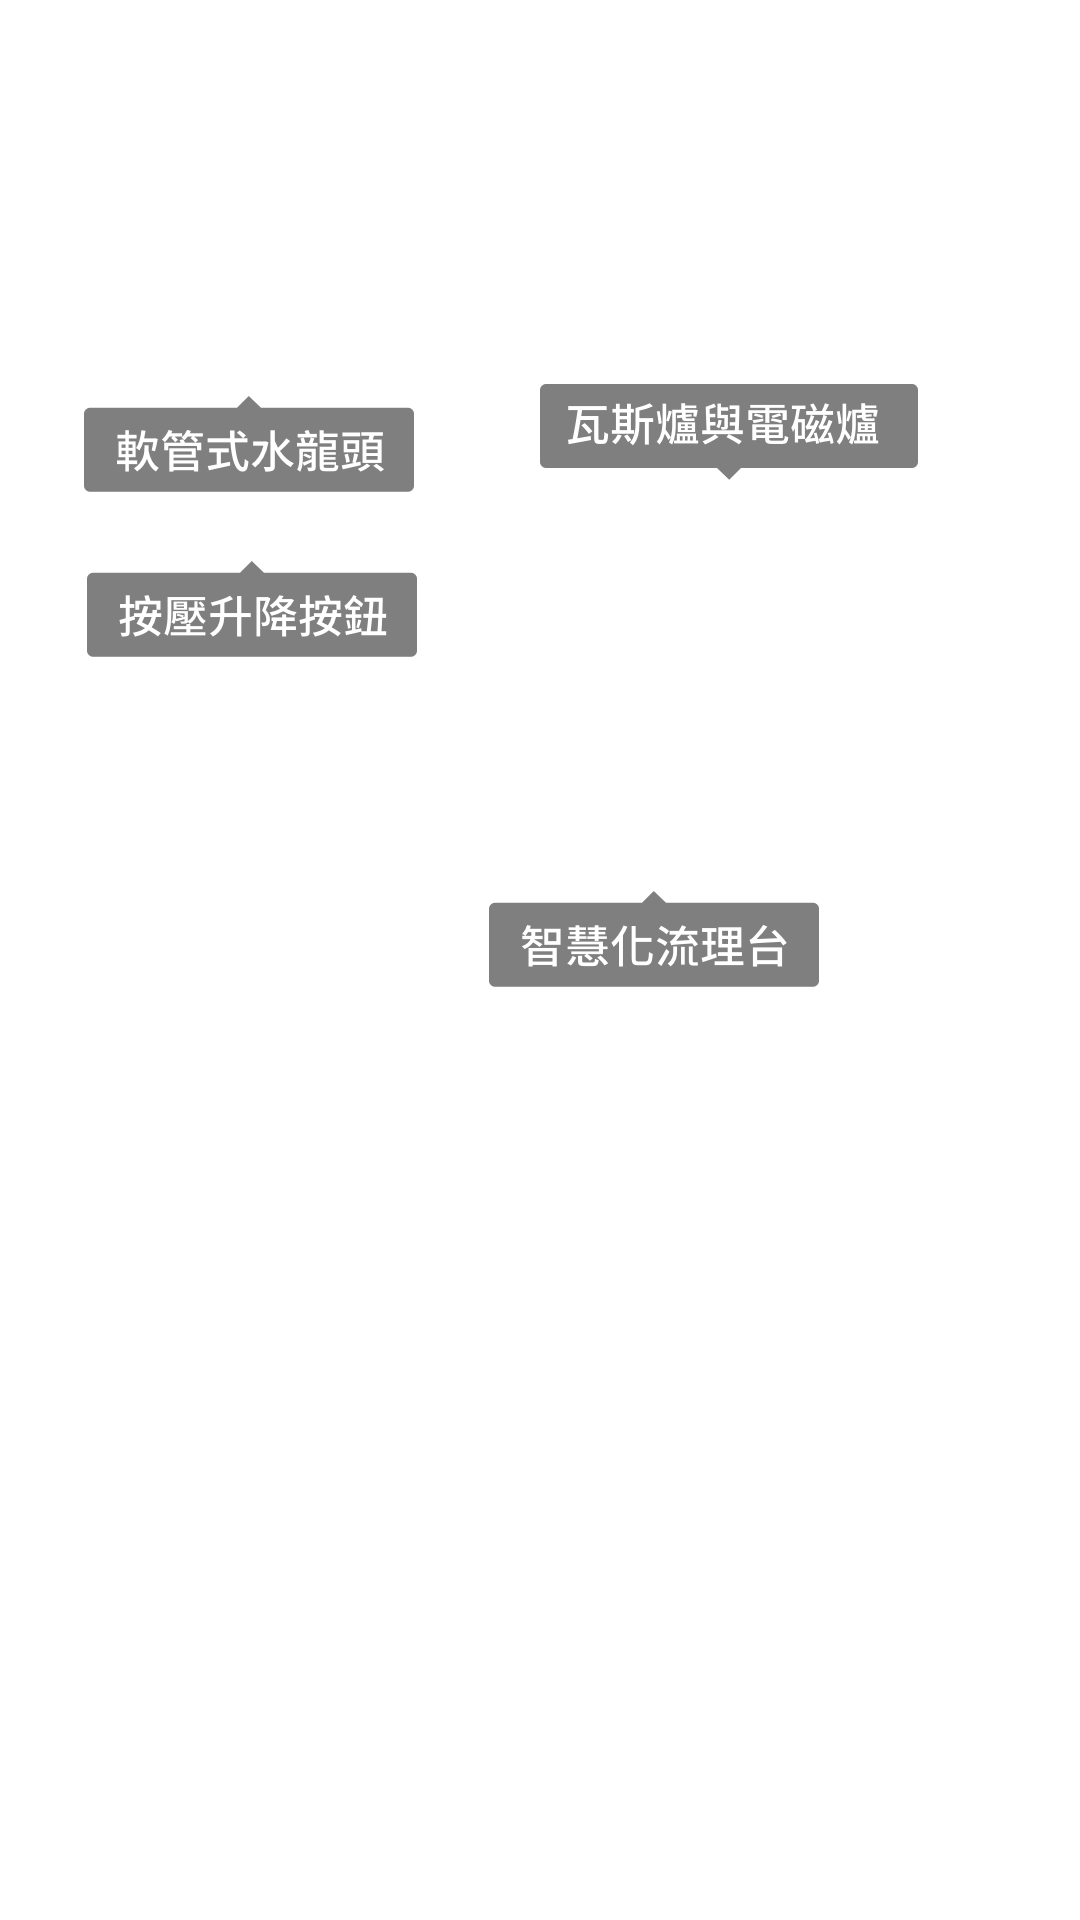 瓦斯爐與電磁爐
軟管式水龍頭
按壓升降按鈕
智慧化流理台